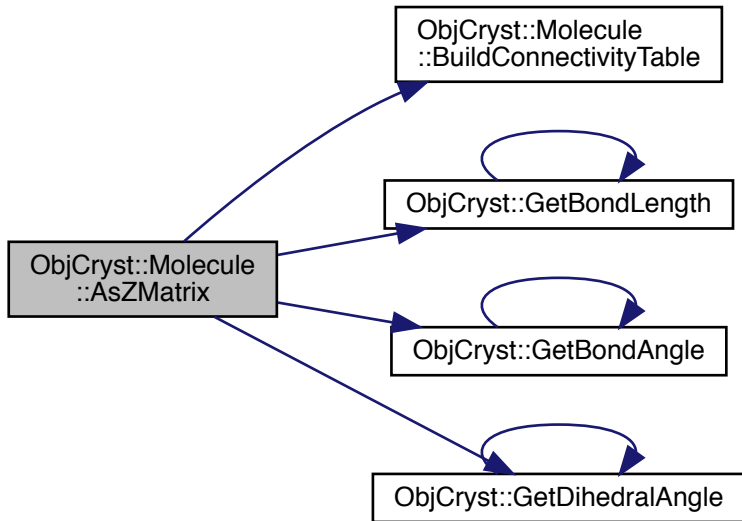 ObjCryst::Molecule
::BuildConnectivityTable
ObjCryst::GetBondLength
ObjCryst::Molecule
::AsZMatrix
ObjCryst::GetBondAngle
ObjCryst::GetDihedralAngle